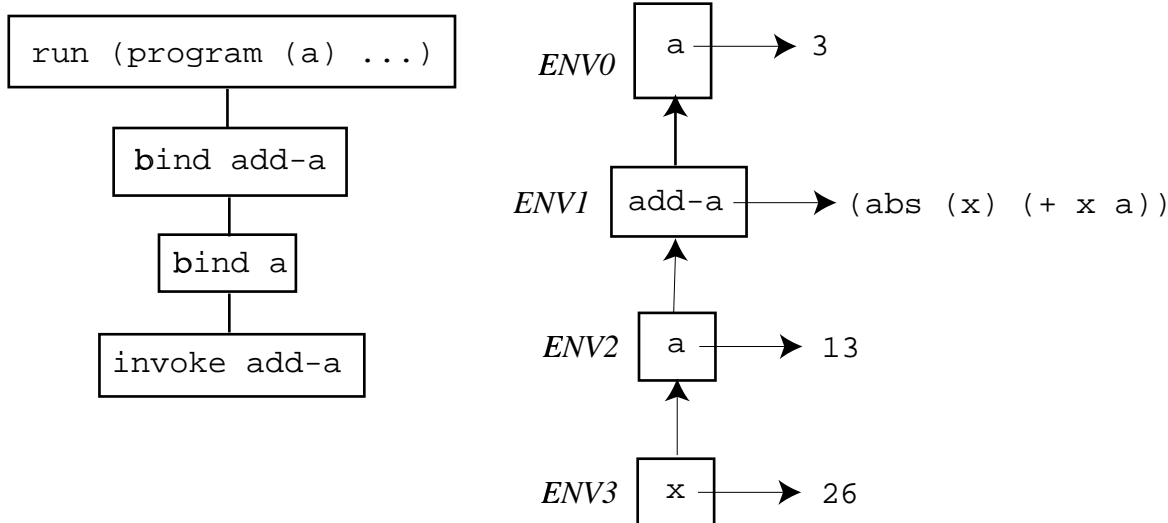 run (program (a) ...)
bind add-a
bind a
invoke add-a
ENV0 a 3
ENV1 add-a (abs (x) (+ x a))
ENV2 a 13
ENV3 x 26